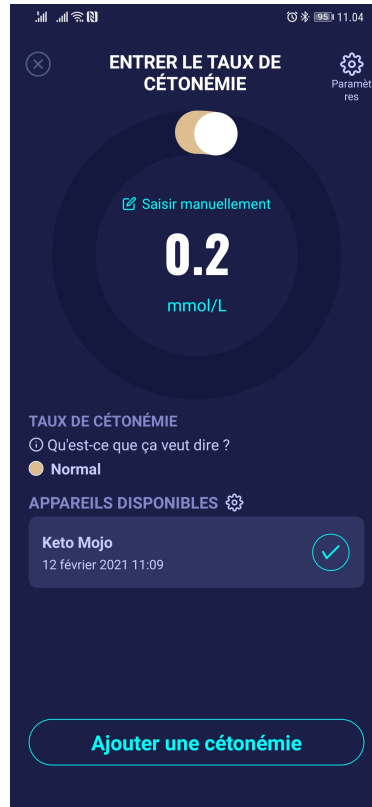 95 11.04
ENTRER LE TAUX DE
CÉTONÉMIE
Paramèt
res
Saisir manuellement
0.2
mmol/L
TAUX DE CÉTONÉMIE
Qu'est-ce que ça veut dire ?
Normal
APPAREILS DISPONIBLES
Keto Mojo
12 février 2021 11:09
Ajouter une cétonémie